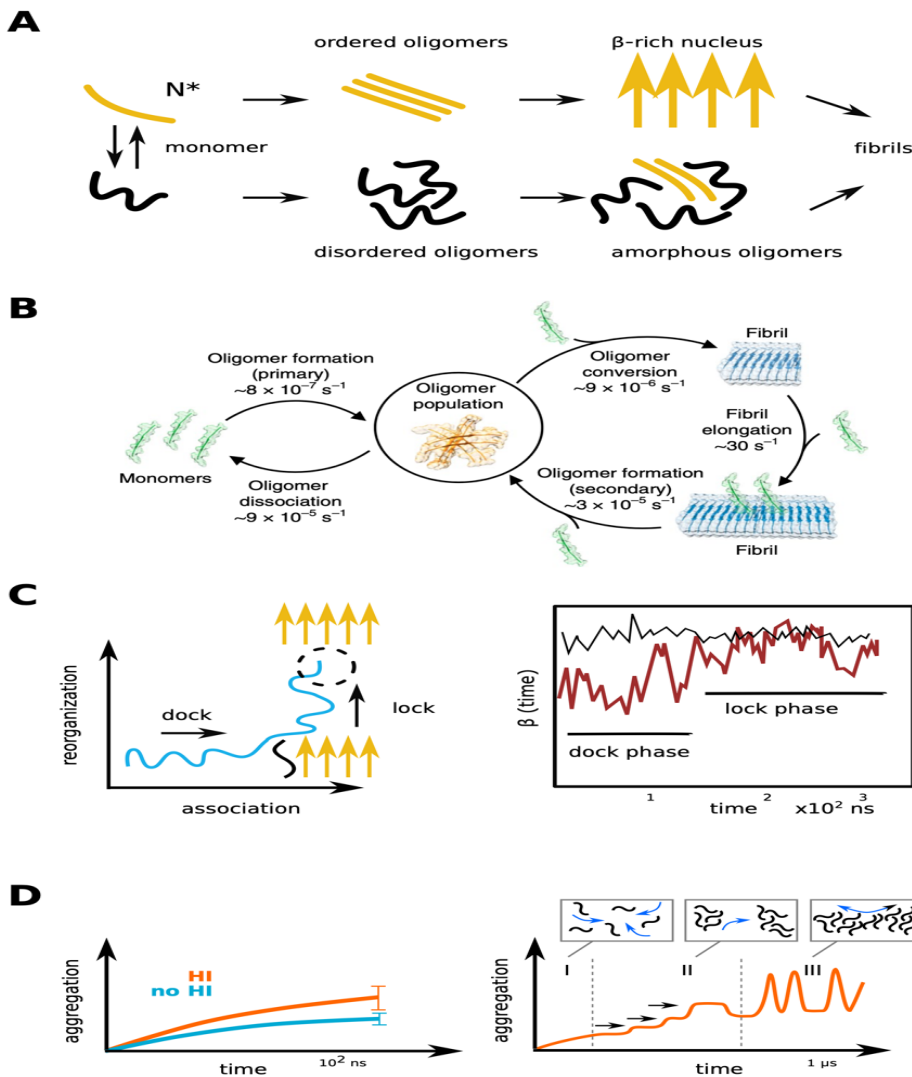 A
ordered oligomers
β-rich nucleus
N*
monomer
fibrils
disordered oligomers
amorphous oligomers
B
Oligomer formation
(primary)
~8 × 10⁻⁷ s⁻¹
Monomers
Oligomer
dissociation
~9 × 10⁻⁵ s⁻¹
Oligomer
population
Oligomer
conversion
~9 × 10⁻⁶ s⁻¹
Fibril
Fibril
elongation
~30 s⁻¹
Oligomer formation
(secondary)
~3 × 10⁻⁵ s⁻¹
Fibril
C
reorganization
dock
lock
association
β (time)
lock phase
dock phase
1 2 3
time x10² ns
D
aggregation
HI
no HI
time 10² ns
aggregation
I II III
time 1 µs